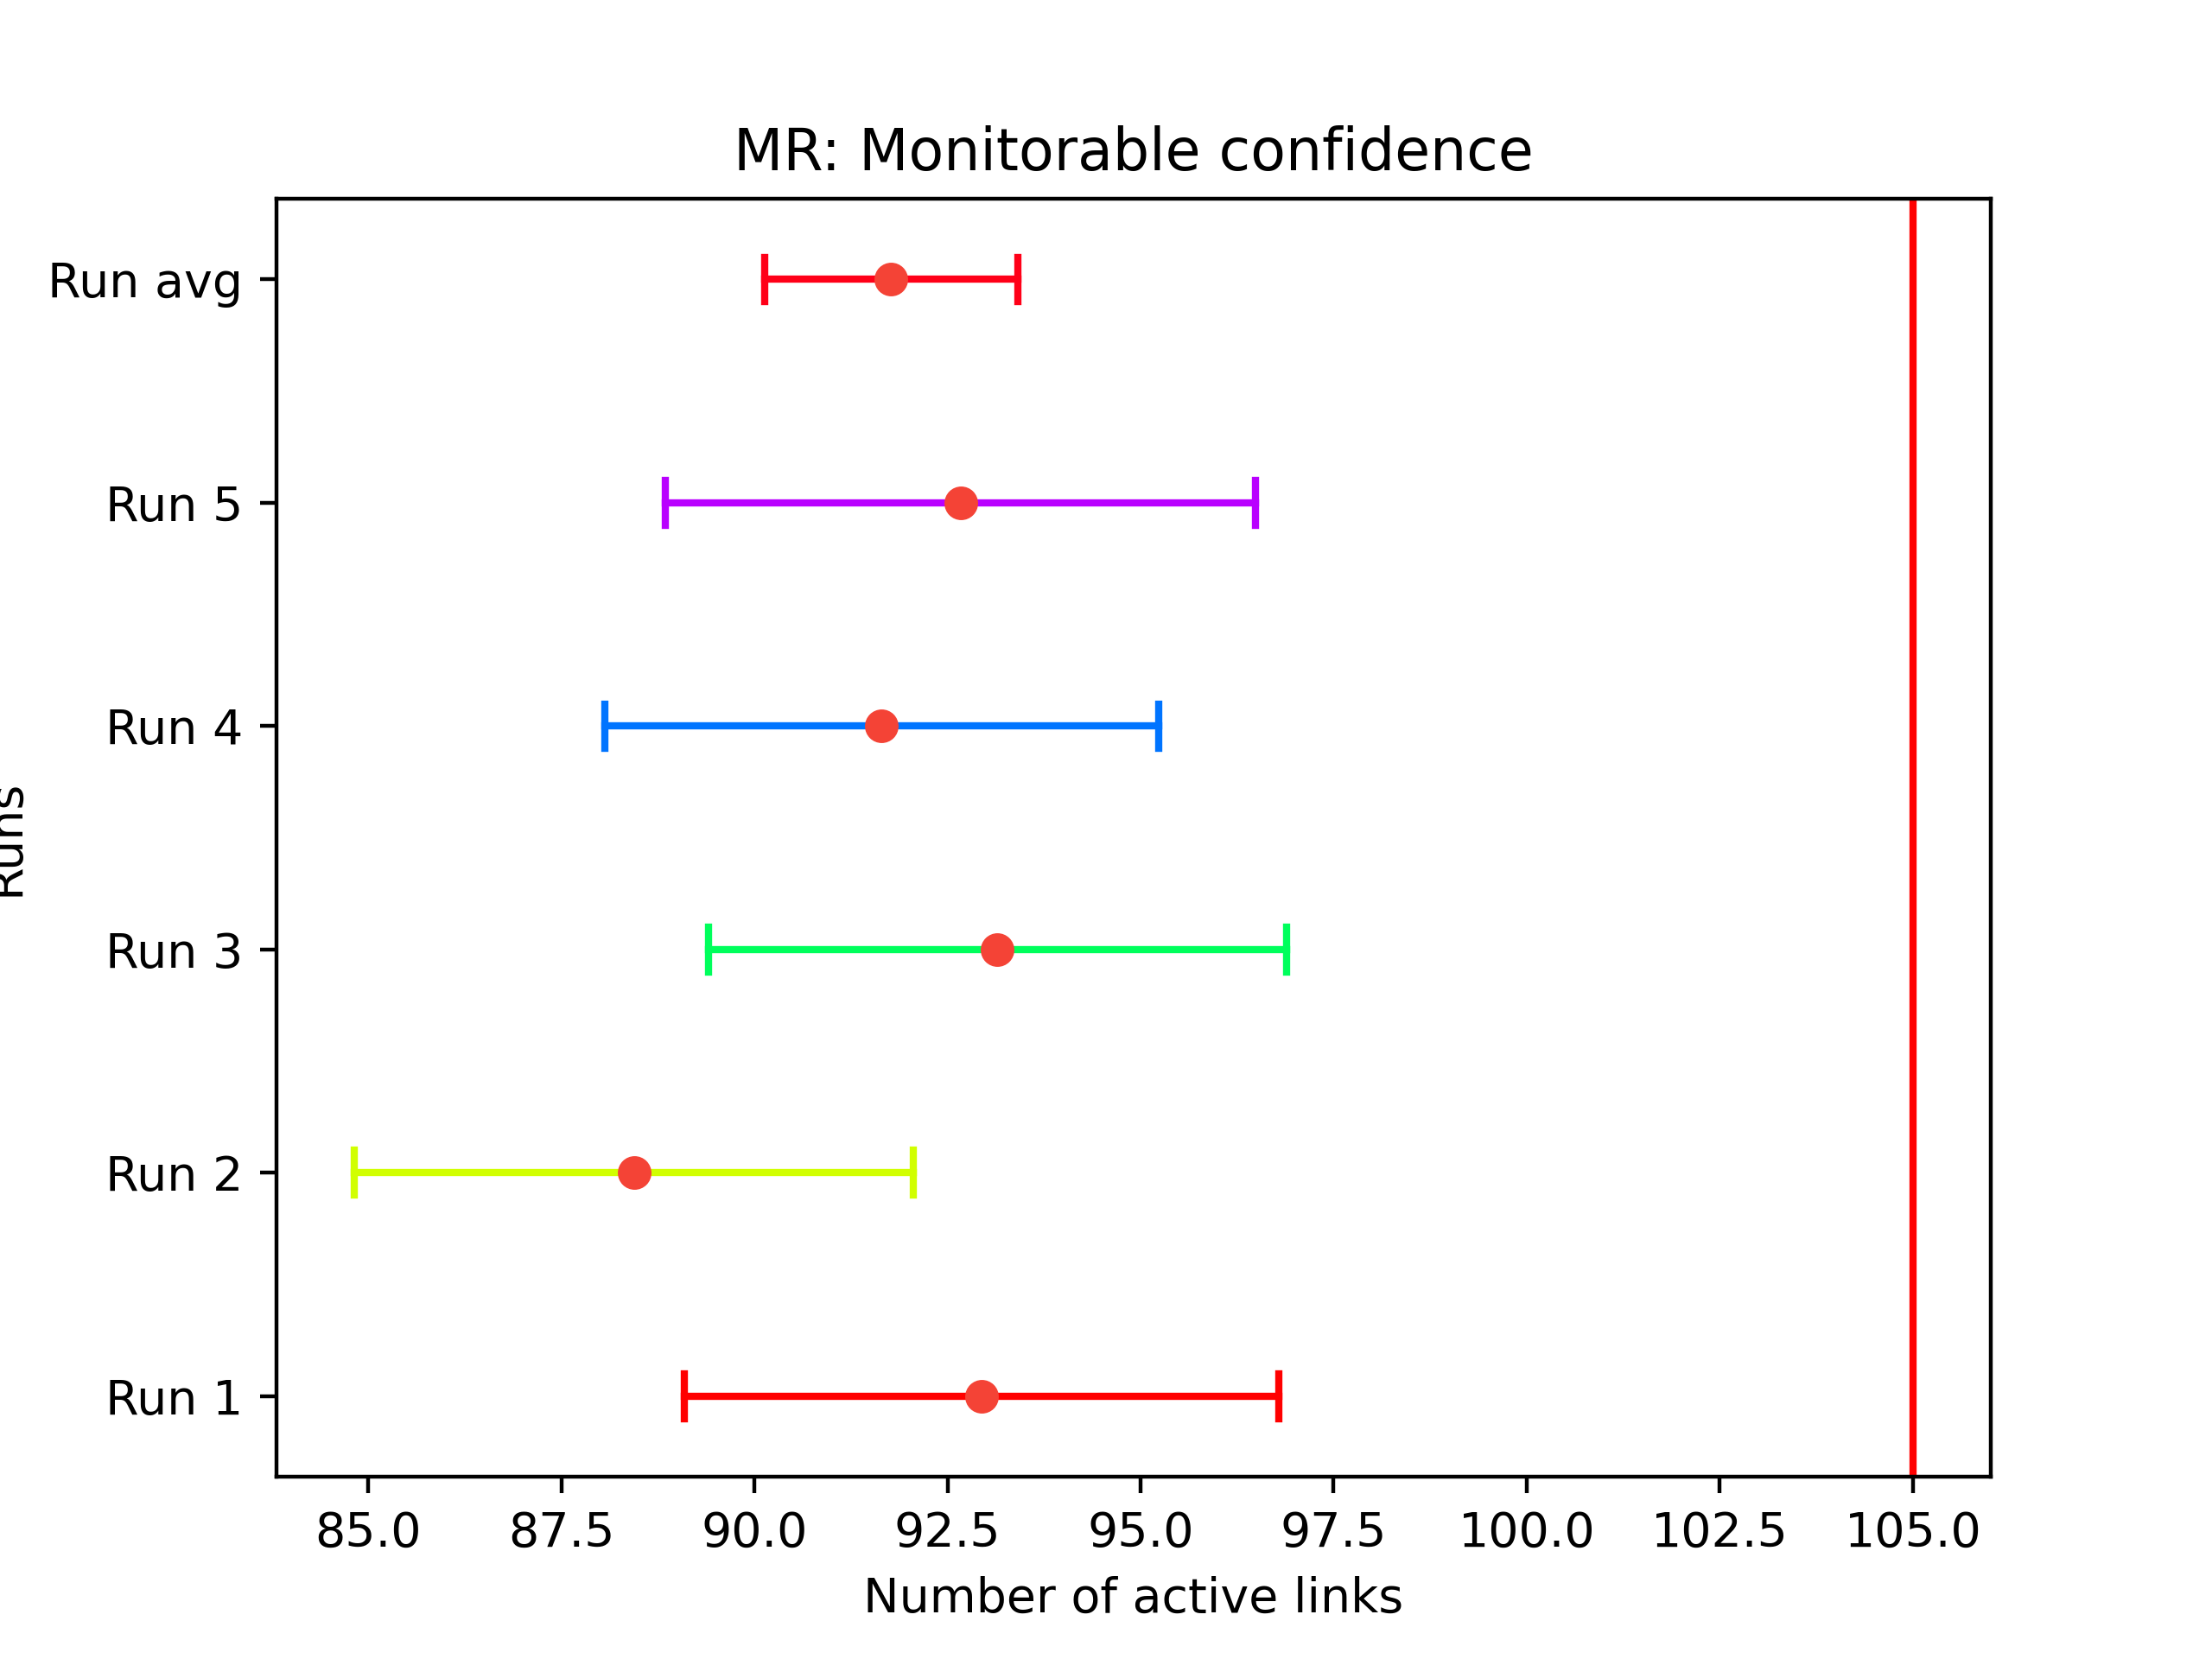 MR: Monitorable confidence
Run avg
Run 5
Run 4
Run 3
Run 2
Run 1
Runs
85.0 87.5 90.0 92.5 95.0 97.5 100.0 102.5 105.0
Number of active links